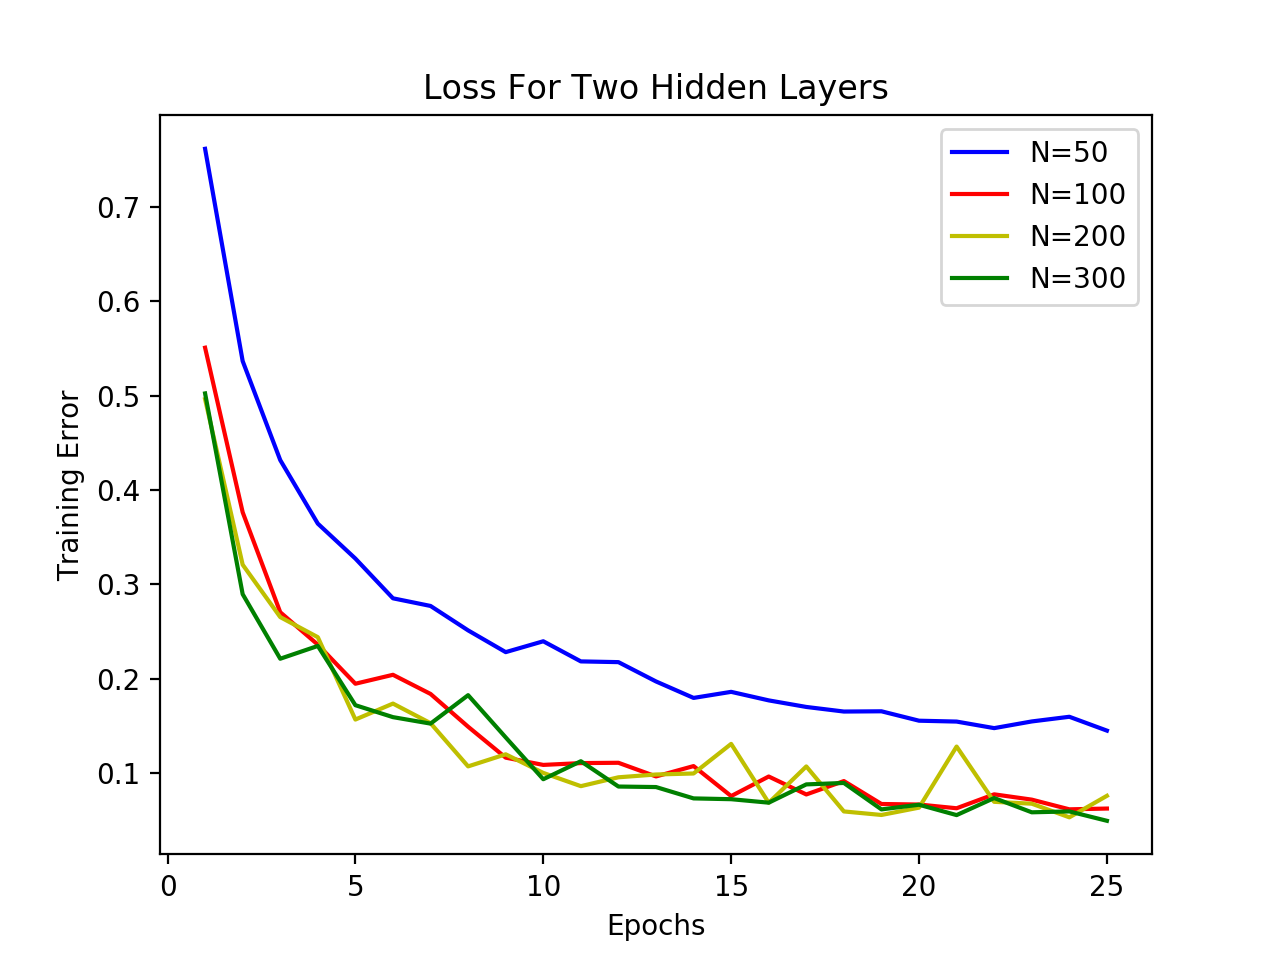 Loss For Two Hidden Layers
N=50
N=100
N=200
N=300
Training Error
0.7
0.6
0.5
0.4
0.3
0.2
0.1
0 5 10 15 20 25
Epochs